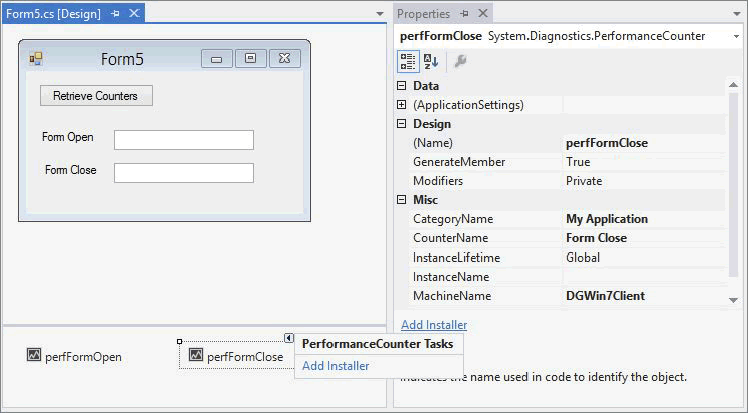 Form5.cs [Design]
Form5
Retrieve Counters
Form Open
Form Close
perfFormOpen
perfFormClose
PerformanceCounter Tasks
Add Installer
Properties
perfFormClose System.Diagnostics.PerformanceCounter
Data
(ApplicationSettings)
Design
(Name) perfFormClose
GenerateMember True
Modifiers Private
Misc
CategoryName My Application
CounterName Form Close
InstanceLifetime Global
InstanceName
MachineName DGWin7Client
Add Installer
Indicates the name used in code to identify the object.